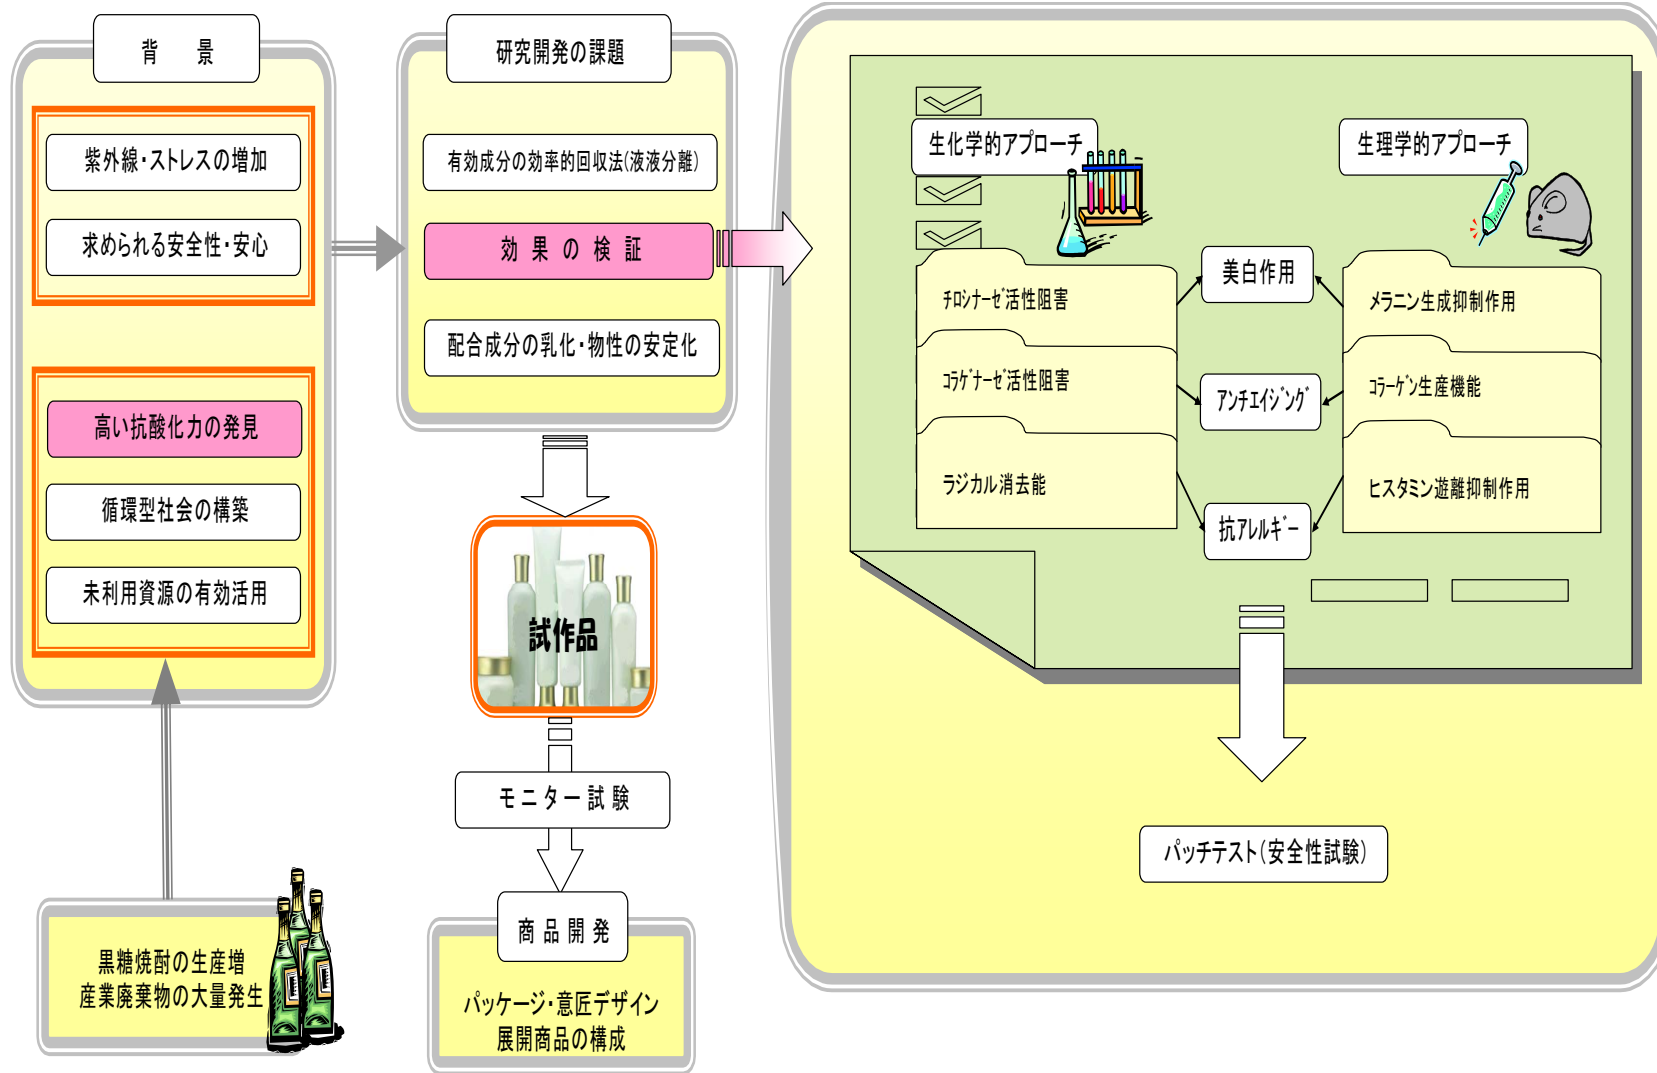 背 景
紫外線・ストレスの増加
求められる安全性・安心
高い抗酸化力の発見
循環型社会の構築
未利用資源の有効活用
黒糖焼酎の生産増
産業廃棄物の大量発生
研究開発の課題
有効成分の効率的回収法(液液分離)
効果の検証
配合成分の乳化・物性の安定化
試作品
モニター試験
商品開発
パッケージ・意匠デザイン
展開商品の構成
生化学的アプローチ
生理学的アプローチ
チロシナーゼ活性阻害
コラゲナーゼ活性阻害
ラジカル消去能
美白作用
アンチエイジング
抗アレルギー
メラニン生成抑制作用
コラーゲン生産機能
ヒスタミン遊離抑制作用
パッチテスト(安全性試験)